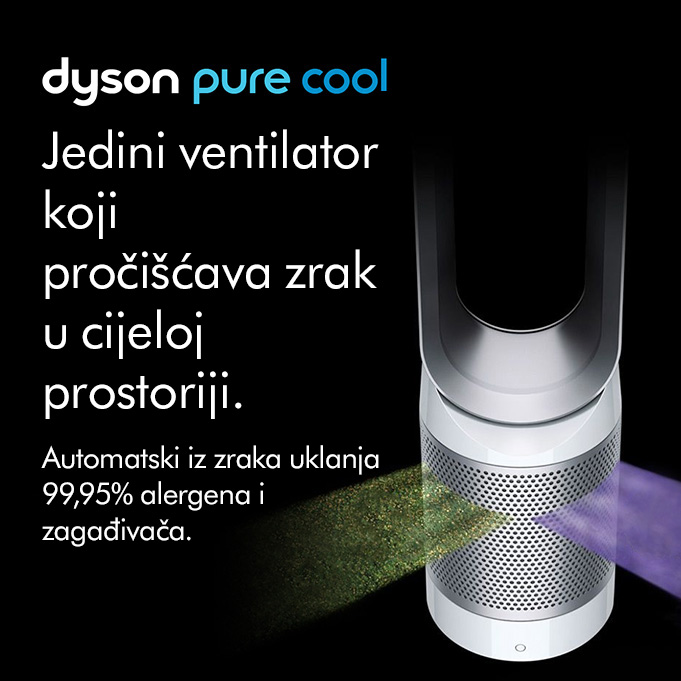 dyson pure cool
Jedini ventilator
koji
pročišćava zrak
u cijeloj
prostoriji.
Automatski iz zraka uklanja
99,95% alergena i
zagađivača.